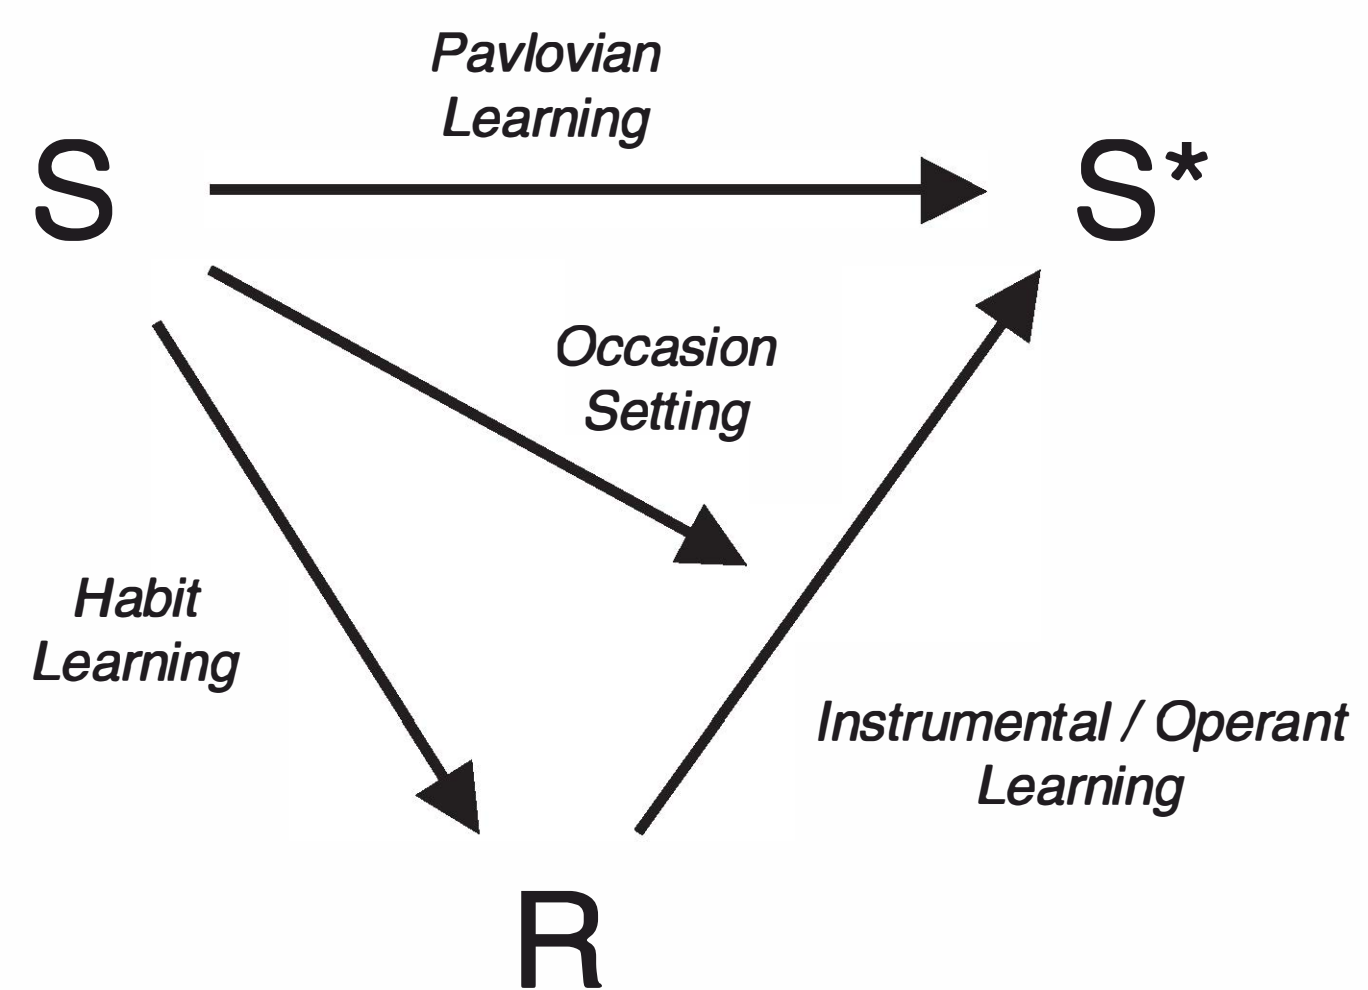 Pavlovian
Learning
S
S*
Occasion
Setting
Habit
Learning
Instrumental / Operant
Learning
R